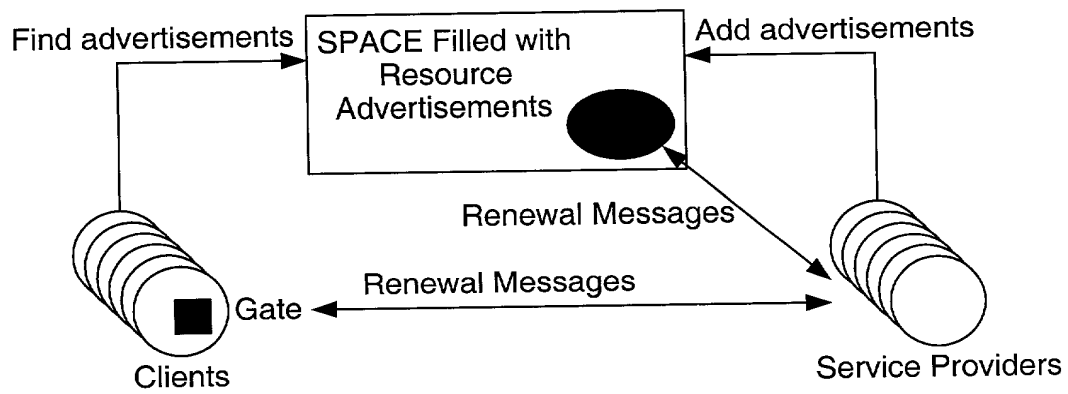 Find advertisements
SPACE Filled with
Resource
Advertisements
Add advertisements
Renewal Messages
Renewal Messages
Gate
Clients
Service Providers